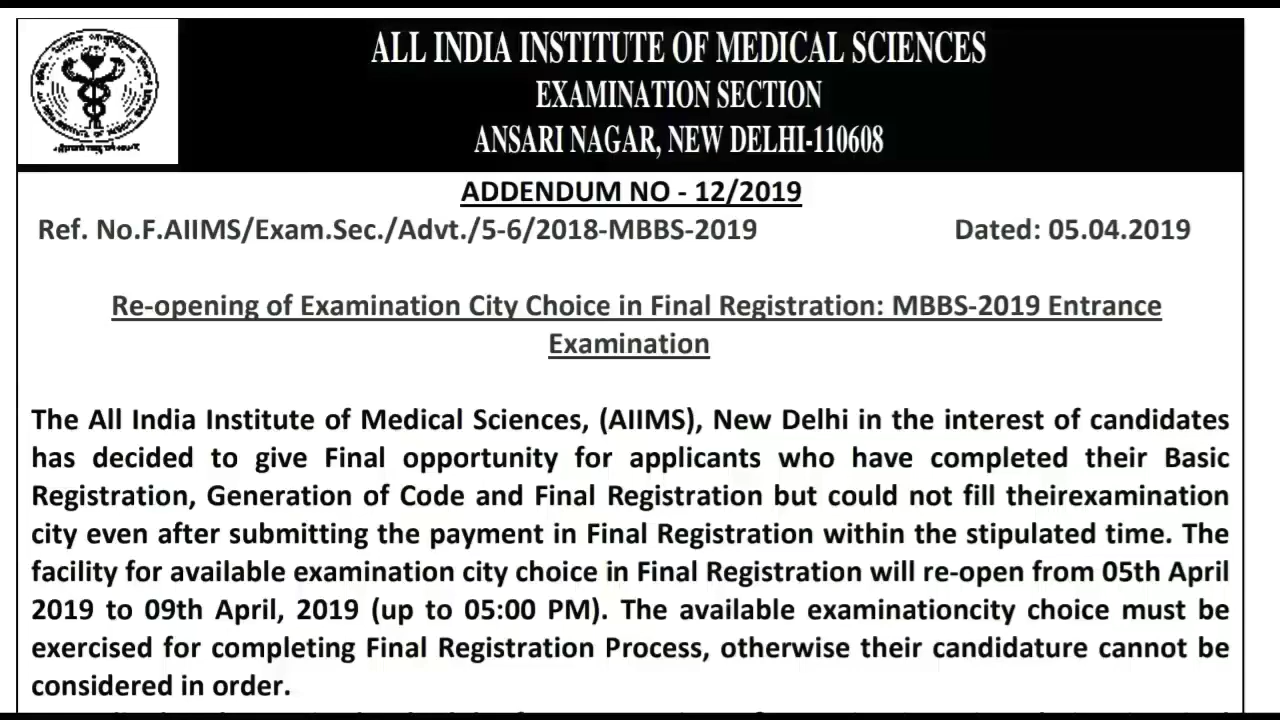 ALL INDIA INSTITUTE OF MEDICAL SCIENCES
EXAMINATION SECTION
ANSARI NAGAR, NEW DELHI-110608
ADDENDUM NO - 12/2019
Ref. No.F.AIIMS/Exam.Sec./Advt./5-6/2018-MBBS-2019 Dated: 05.04.2019
Re-opening of Examination City Choice in Final Registration: MBBS-2019 Entrance
Examination
The All India Institute of Medical Sciences, (AIIMS), New Delhi in the interest of candidates
has decided to give Final opportunity for applicants who have completed their Basic
Registration, Generation of Code and Final Registration but could not fill theirexamination
city even after submitting the payment in Final Registration within the stipulated time. The
facility for available examination city choice in Final Registration will re-open from 05th April
2019 to 09th April, 2019 (up to 05:00 PM). The available examinationcity choice must be
exercised for completing Final Registration Process, otherwise their candidature cannot be
considered in order.